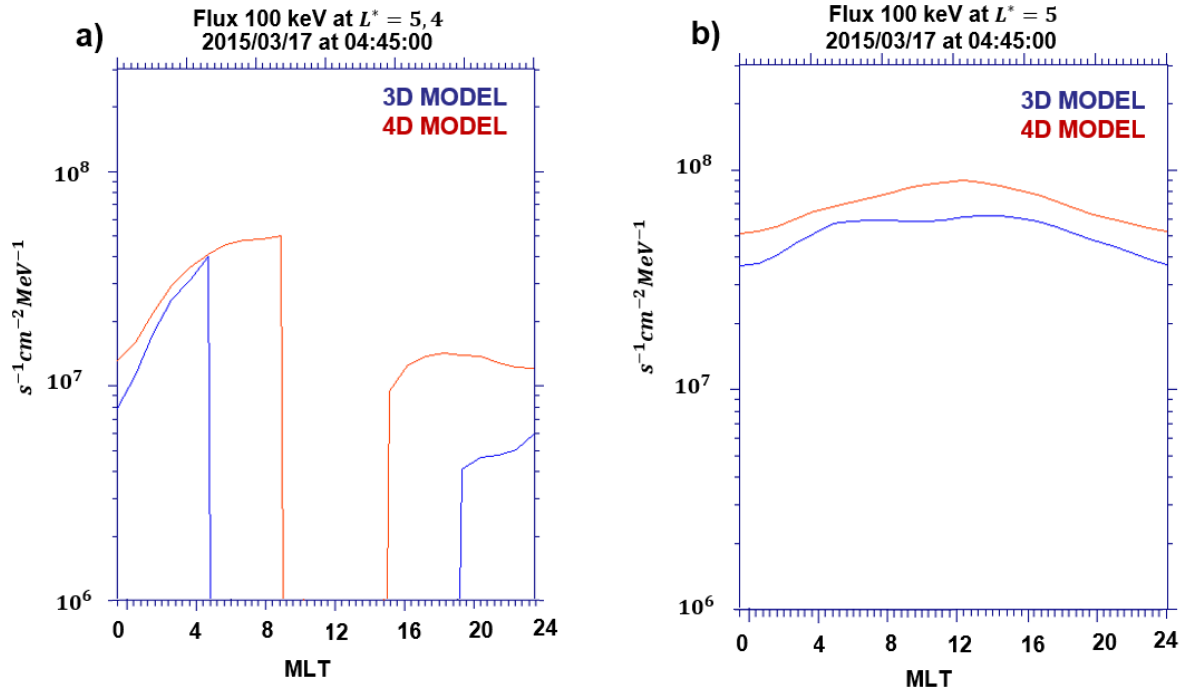 a)
Flux 100 keV at L* = 5,4
2015/03/17 at 04:45:00
3D MODEL
4D MODEL
10⁸
10⁷
10⁶
s⁻¹cm⁻²MeV⁻¹
0 4 8 12 16 20 24
MLT
b)
Flux 100 keV at L* = 5
2015/03/17 at 04:45:00
3D MODEL
4D MODEL
10⁸
10⁷
10⁶
s⁻¹cm⁻²MeV⁻¹
0 4 8 12 16 20 24
MLT